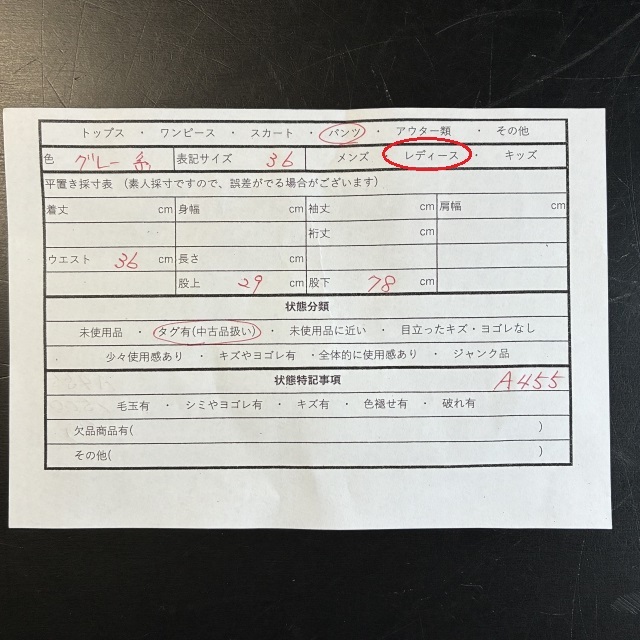 トップス ・ ワンピース ・ スカート ・ パンツ ・ アウター類 ・ その他
色 グレー系 表記サイズ 36 メンズ ・ レディース ・ キッズ
平置き採寸表 （素人採寸ですので、誤差がでる場合がございます）
着丈 cm 身幅 cm 袖丈 cm 肩幅 cm
裄丈 cm
ウエスト 36 cm 長さ cm
股上 29 cm 股下 78 cm
状態分類
未使用品 ・ タグ有(中古品扱い) ・ 未使用品に近い ・ 目立ったキズ・ヨゴレなし
少々使用感あり ・ キズやヨゴレ有 ・全体的に使用感あり ・ ジャンク品
状態特記事項 A455
毛玉有 ・ シミやヨゴレ有 ・ キズ有 ・ 色褪せ有 ・ 破れ有
欠品商品有( )
その他( )